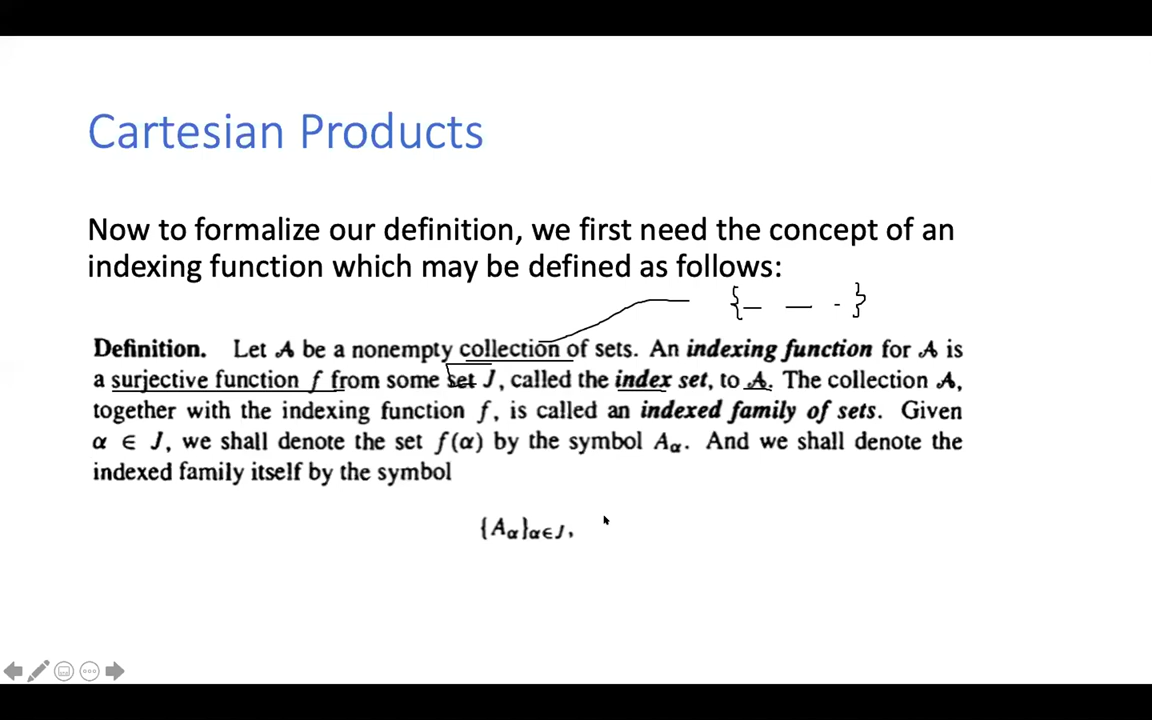 Cartesian Products
Now to formalize our definition, we first need the concept of an
indexing function which may be defined as follows:
{— — -}
Definition. Let 𝒜 be a nonempty collection of sets. An indexing function for 𝒜 is
a surjective function f from some set J, called the index set, to 𝒜. The collection 𝒜,
together with the indexing function f, is called an indexed family of sets. Given
α ∈ J, we shall denote the set f(α) by the symbol Aα. And we shall denote the
indexed family itself by the symbol
{Aα}α∈J,